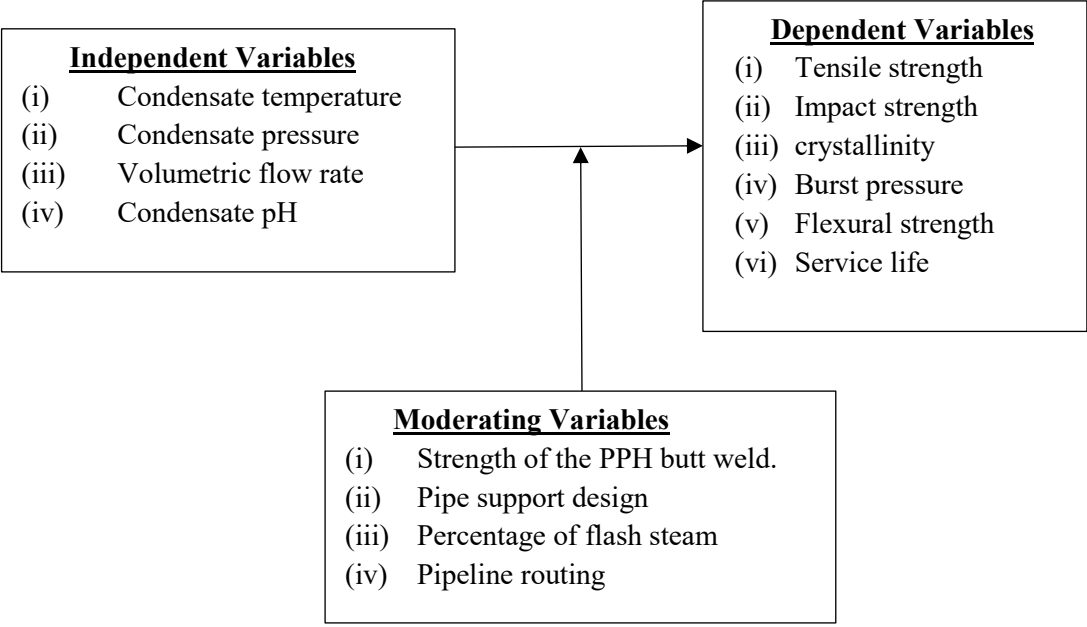 Independent Variables
(i) Condensate temperature
(ii) Condensate pressure
(iii) Volumetric flow rate
(iv) Condensate pH
Dependent Variables
(i) Tensile strength
(ii) Impact strength
(iii) crystallinity
(iv) Burst pressure
(v) Flexural strength
(vi) Service life
Moderating Variables
(i) Strength of the PPH butt weld.
(ii) Pipe support design
(iii) Percentage of flash steam
(iv) Pipeline routing